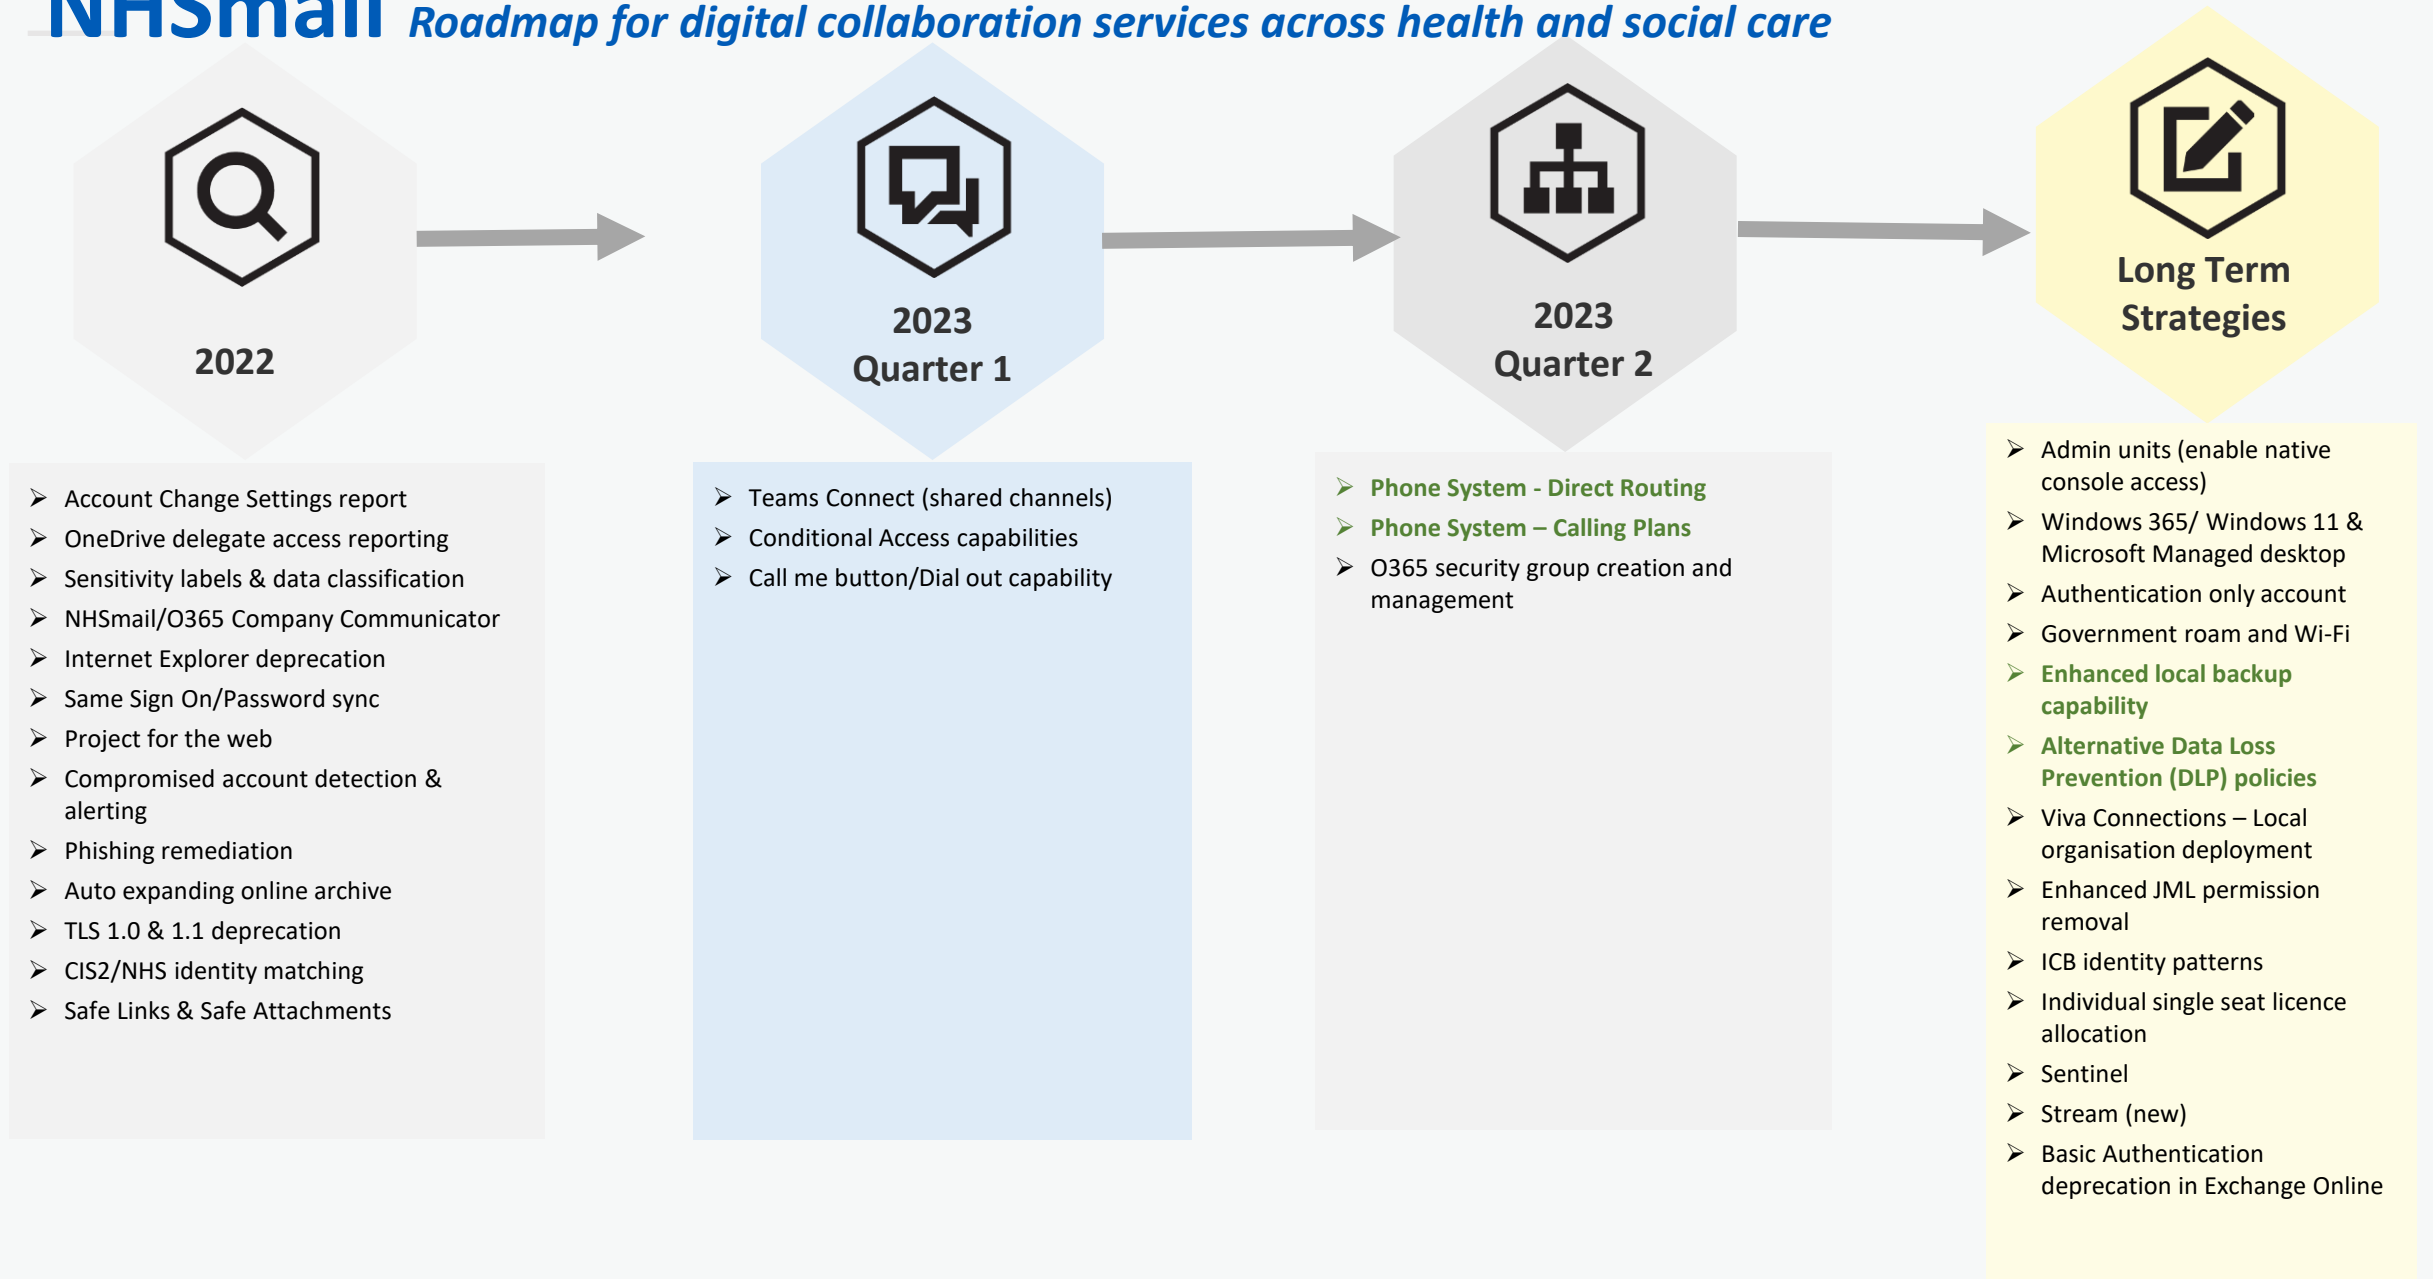 NHSmail Roadmap for digital collaboration services across health and social care
2022
Account Change Settings report
OneDrive delegate access reporting
Sensitivity labels & data classification
NHSmail/O365 Company Communicator
Internet Explorer deprecation
Same Sign On/Password sync
Project for the web
Compromised account detection &
alerting
Phishing remediation
Auto expanding online archive
TLS 1.0 & 1.1 deprecation
CIS2/NHS identity matching
Safe Links & Safe Attachments
2023
Quarter 1
Teams Connect (shared channels)
Conditional Access capabilities
Call me button/Dial out capability
2023
Quarter 2
Phone System - Direct Routing
Phone System – Calling Plans
O365 security group creation and
management
Long Term
Strategies
Admin units (enable native
console access)
Windows 365/ Windows 11 &
Microsoft Managed desktop
Authentication only account
Government roam and Wi-Fi
Enhanced local backup
capability
Alternative Data Loss
Prevention (DLP) policies
Viva Connections – Local
organisation deployment
Enhanced JML permission
removal
ICB identity patterns
Individual single seat licence
allocation
Sentinel
Stream (new)
Basic Authentication
deprecation in Exchange Online